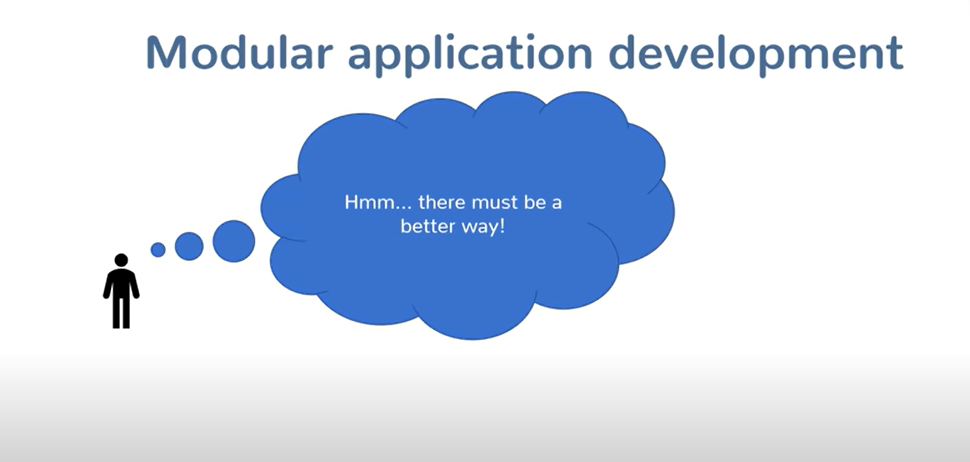 Modular application development
Hmm... there must be a
better way!